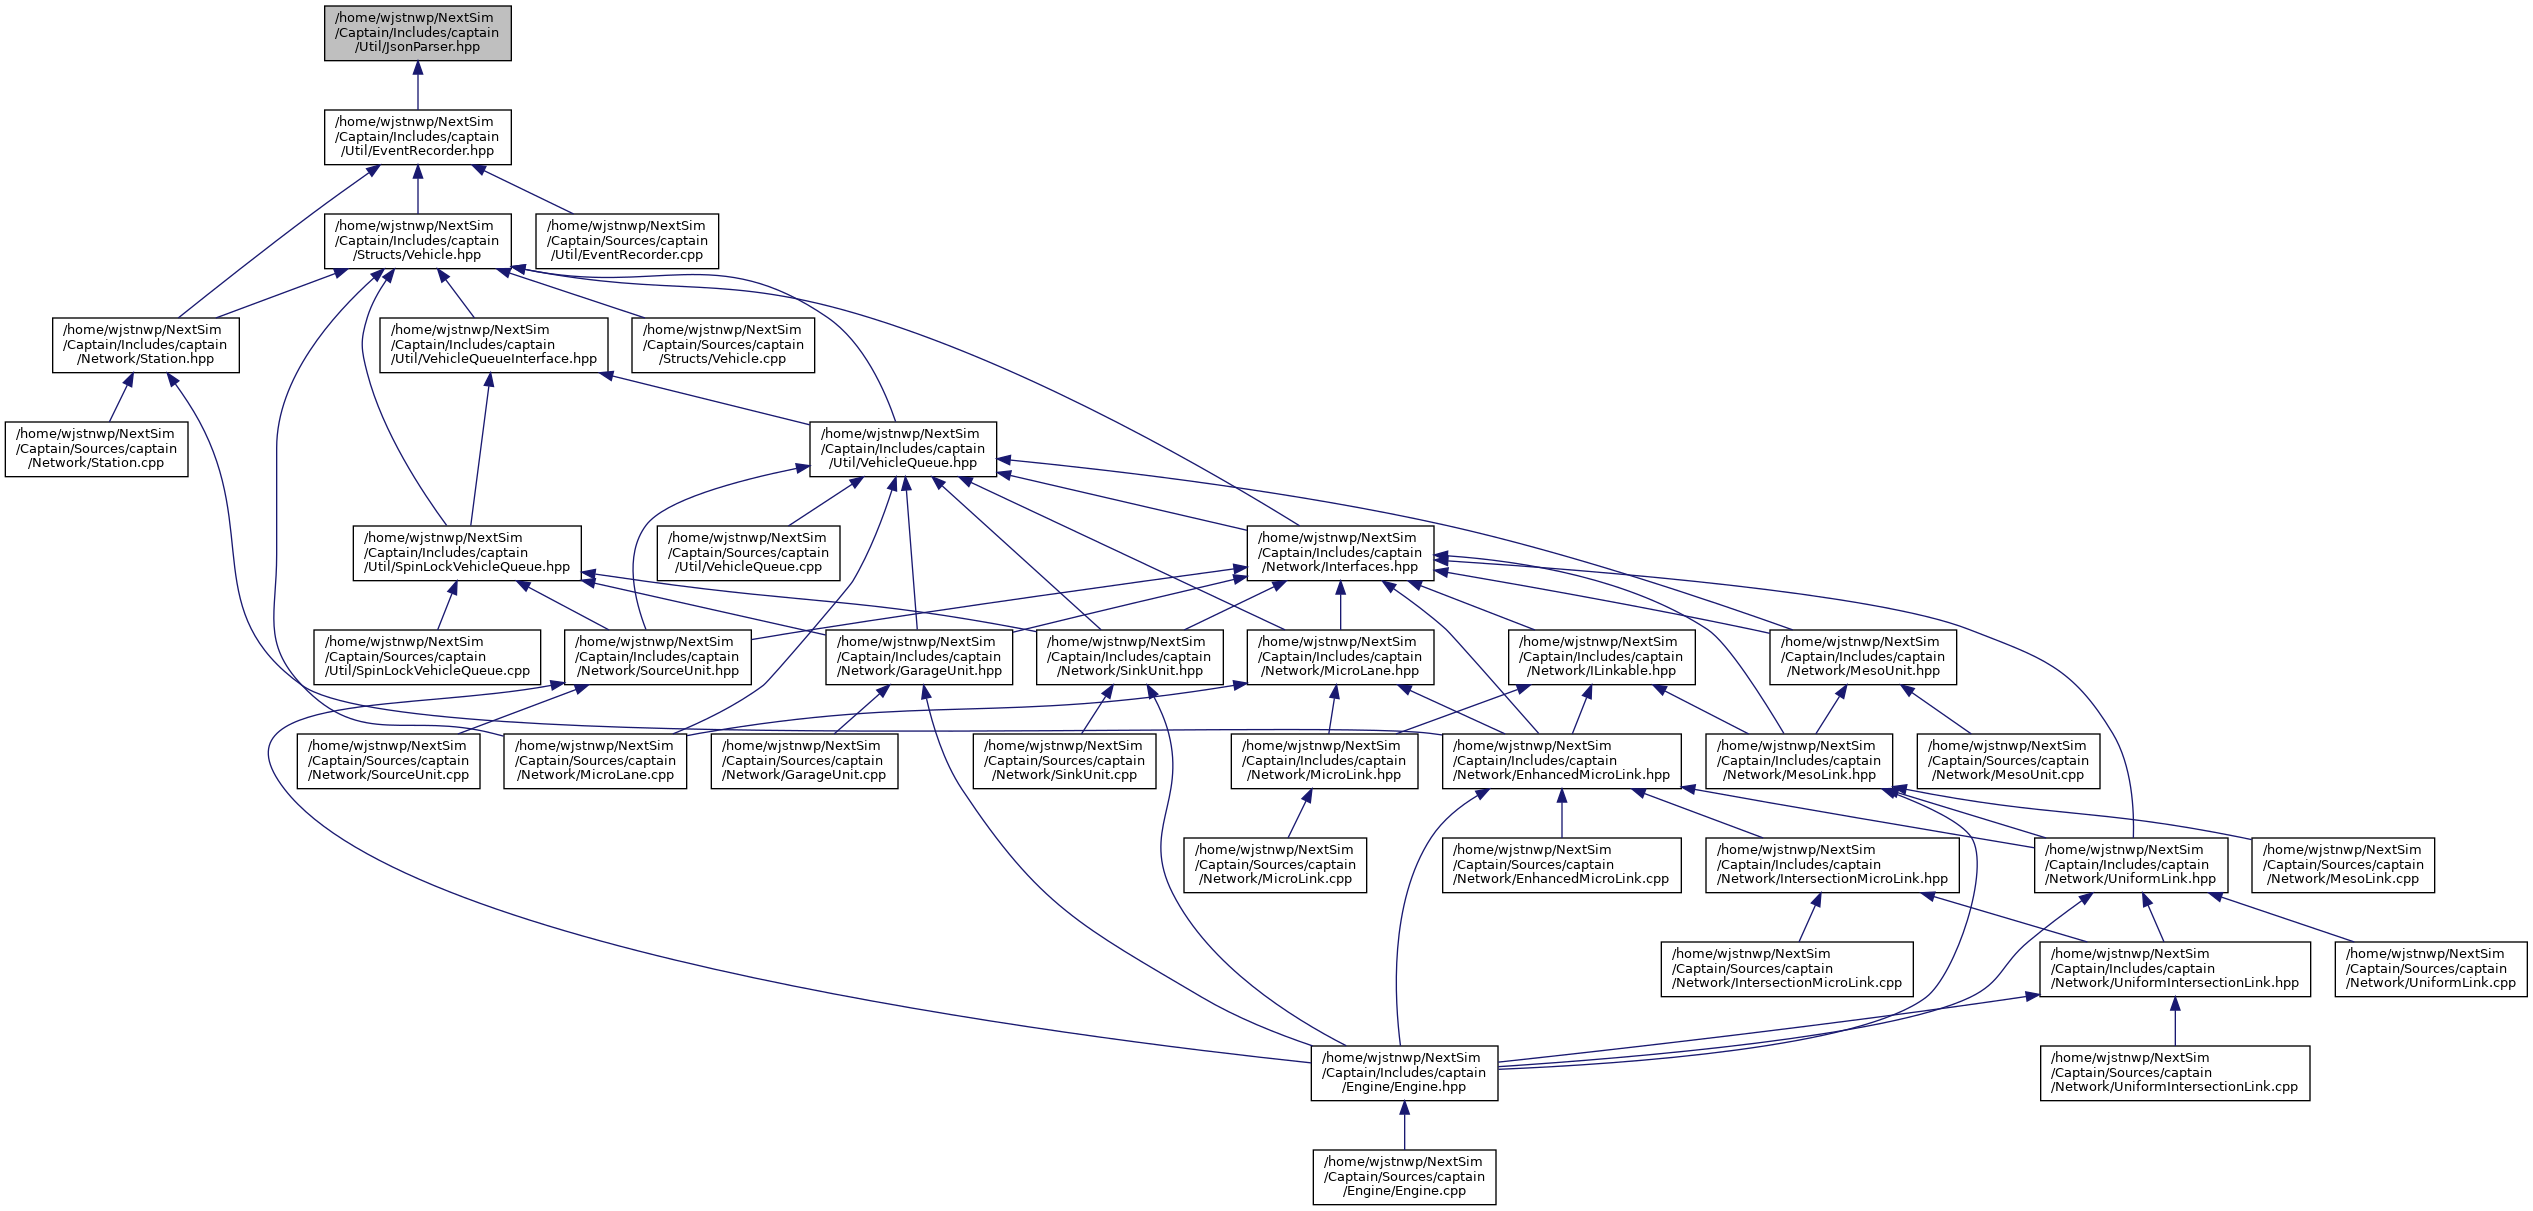 /home/wjstnwp/NextSim
/Captain/Includes/captain
/Util/JsonParser.hpp
/home/wjstnwp/NextSim
/Captain/Includes/captain
/Util/EventRecorder.hpp
/home/wjstnwp/NextSim
/Captain/Includes/captain
/Structs/Vehicle.hpp
/home/wjstnwp/NextSim
/Captain/Sources/captain
/Util/EventRecorder.cpp
/home/wjstnwp/NextSim
/Captain/Includes/captain
/Network/Station.hpp
/home/wjstnwp/NextSim
/Captain/Includes/captain
/Util/VehicleQueueInterface.hpp
/home/wjstnwp/NextSim
/Captain/Sources/captain
/Structs/Vehicle.cpp
/home/wjstnwp/NextSim
/Captain/Sources/captain
/Network/Station.cpp
/home/wjstnwp/NextSim
/Captain/Includes/captain
/Util/VehicleQueue.hpp
/home/wjstnwp/NextSim
/Captain/Includes/captain
/Util/SpinLockVehicleQueue.hpp
/home/wjstnwp/NextSim
/Captain/Sources/captain
/Util/VehicleQueue.cpp
/home/wjstnwp/NextSim
/Captain/Includes/captain
/Network/Interfaces.hpp
/home/wjstnwp/NextSim
/Captain/Sources/captain
/Util/SpinLockVehicleQueue.cpp
/home/wjstnwp/NextSim
/Captain/Includes/captain
/Network/SourceUnit.hpp
/home/wjstnwp/NextSim
/Captain/Includes/captain
/Network/GarageUnit.hpp
/home/wjstnwp/NextSim
/Captain/Includes/captain
/Network/SinkUnit.hpp
/home/wjstnwp/NextSim
/Captain/Includes/captain
/Network/MicroLane.hpp
/home/wjstnwp/NextSim
/Captain/Includes/captain
/Network/ILinkable.hpp
/home/wjstnwp/NextSim
/Captain/Includes/captain
/Network/MesoUnit.hpp
/home/wjstnwp/NextSim
/Captain/Sources/captain
/Network/SourceUnit.cpp
/home/wjstnwp/NextSim
/Captain/Sources/captain
/Network/MicroLane.cpp
/home/wjstnwp/NextSim
/Captain/Sources/captain
/Network/GarageUnit.cpp
/home/wjstnwp/NextSim
/Captain/Sources/captain
/Network/SinkUnit.cpp
/home/wjstnwp/NextSim
/Captain/Includes/captain
/Network/MicroLink.hpp
/home/wjstnwp/NextSim
/Captain/Includes/captain
/Network/EnhancedMicroLink.hpp
/home/wjstnwp/NextSim
/Captain/Includes/captain
/Network/MesoLink.hpp
/home/wjstnwp/NextSim
/Captain/Sources/captain
/Network/MesoUnit.cpp
/home/wjstnwp/NextSim
/Captain/Sources/captain
/Network/MicroLink.cpp
/home/wjstnwp/NextSim
/Captain/Sources/captain
/Network/EnhancedMicroLink.cpp
/home/wjstnwp/NextSim
/Captain/Includes/captain
/Network/IntersectionMicroLink.hpp
/home/wjstnwp/NextSim
/Captain/Includes/captain
/Network/UniformLink.hpp
/home/wjstnwp/NextSim
/Captain/Sources/captain
/Network/MesoLink.cpp
/home/wjstnwp/NextSim
/Captain/Sources/captain
/Network/IntersectionMicroLink.cpp
/home/wjstnwp/NextSim
/Captain/Includes/captain
/Network/UniformIntersectionLink.hpp
/home/wjstnwp/NextSim
/Captain/Sources/captain
/Network/UniformLink.cpp
/home/wjstnwp/NextSim
/Captain/Includes/captain
/Engine/Engine.hpp
/home/wjstnwp/NextSim
/Captain/Sources/captain
/Network/UniformIntersectionLink.cpp
/home/wjstnwp/NextSim
/Captain/Sources/captain
/Engine/Engine.cpp